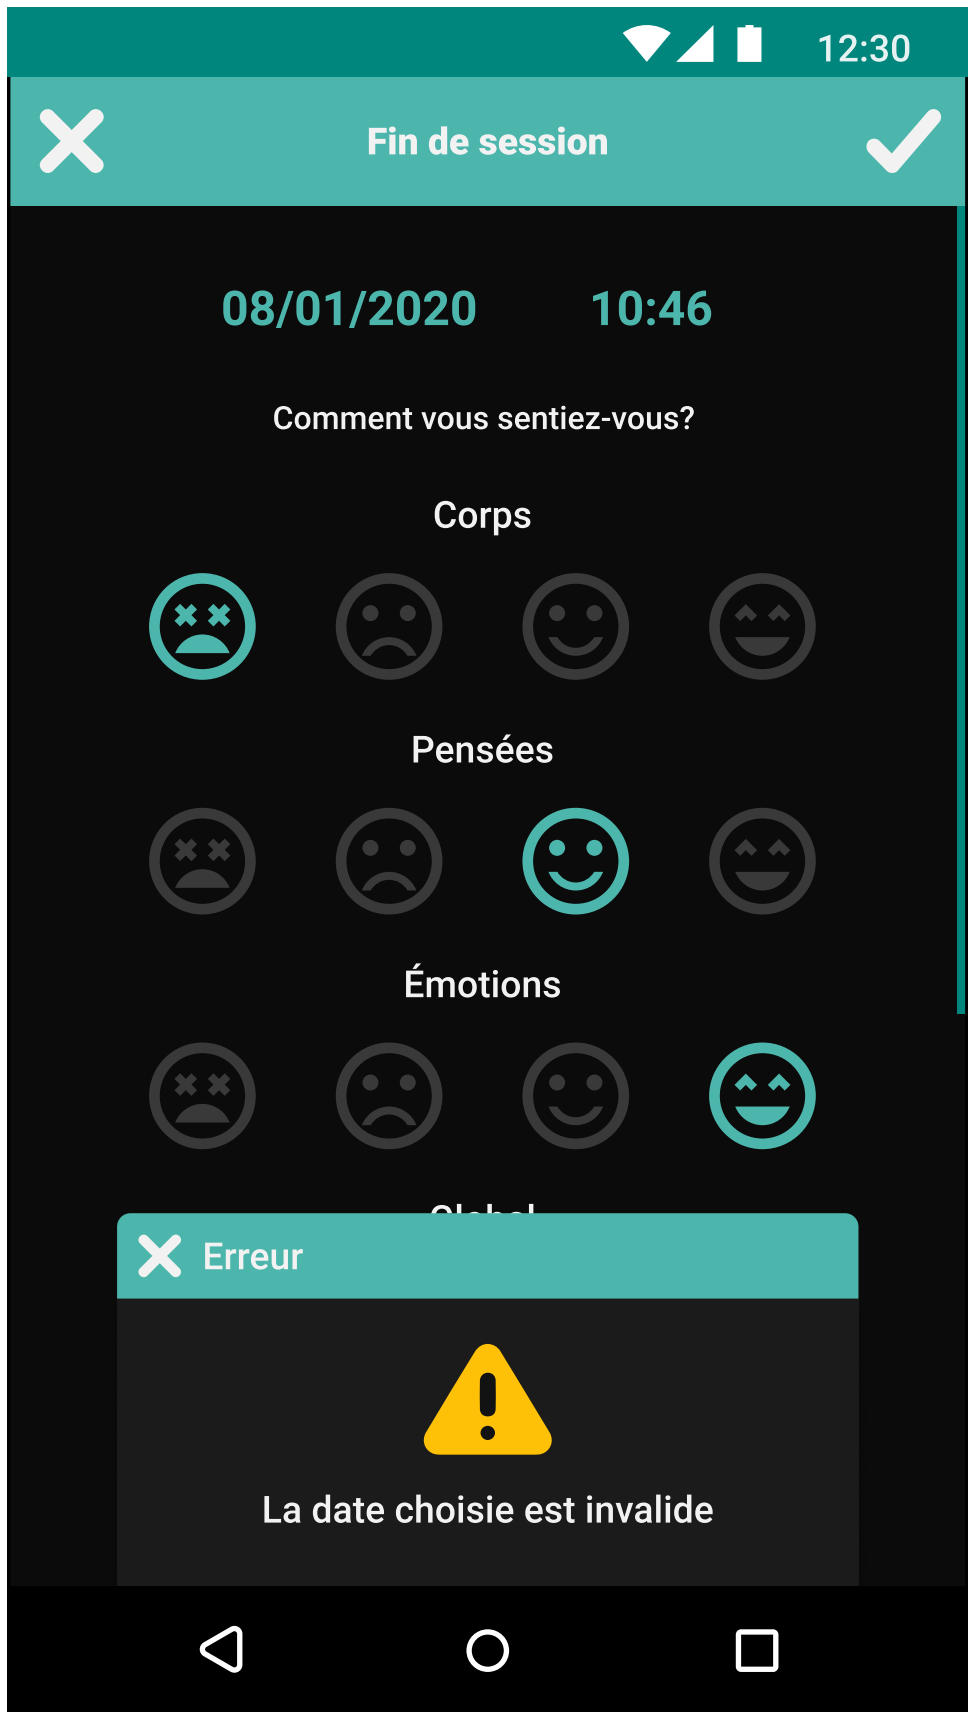 12:30
Fin de session
08/01/2020 10:46
Comment vous sentiez-vous?
Corps
Pensées
Émotions
Global
Erreur
La date choisie est invalide